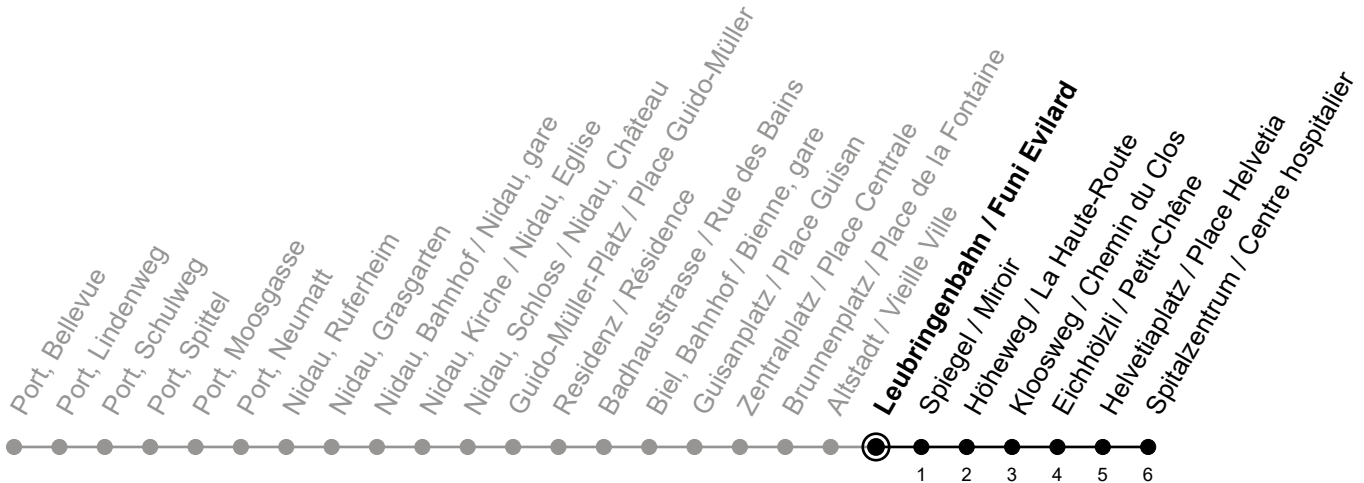 Port, Bellevue
Port, Lindenweg
Port, Schulweg
Port, Spittel
Port, Moosgasse
Port, Neumatt
Nidau, Ruferheim
Nidau, Grasgarten
Nidau, Bahnhof / Nidau, gare
Nidau, Kirche / Nidau, Eglise
Nidau, Schloss / Nidau, Château
Guido-Müller-Platz / Place Guido-Müller
Residenz / Résidence
Badhausstrasse / Rue des Bains
Biel, Bahnhof / Bienne, gare
Guisanplatz / Place Guisan
Zentralplatz / Place Centrale
Brunnenplatz / Place de la Fontaine
Altstadt / Vieille Ville
Leubringenbahn / Funi Evilard
Spiegel / Miroir
Höheweg / La Haute-Route
Kloosweg / Chemin du Clos
Eichhölzli / Petit-Chêne
Helvetiaplatz / Place Helvetia
Spitalzentrum / Centre hospitalier
1 2 3 4 5 6